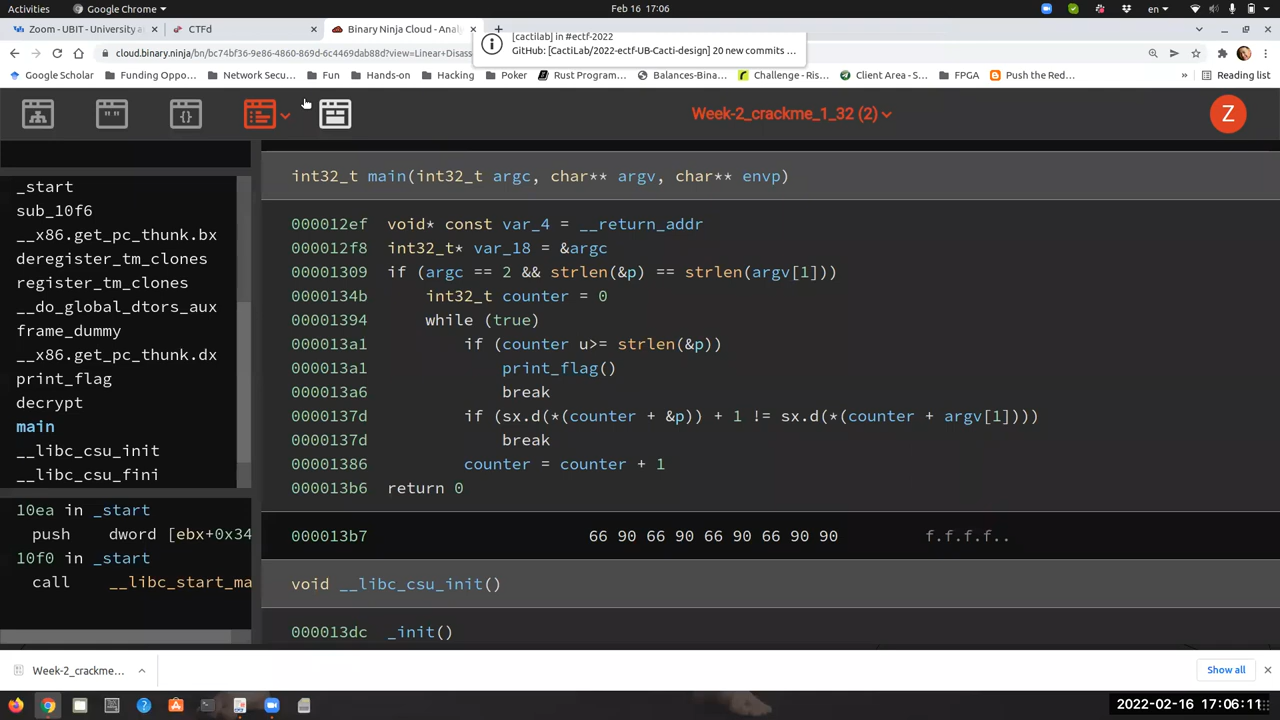 Activities
Google Chrome
Feb 16 17:06
en
Zoom - UBIT - University a
CTFd
Binary Ninja Cloud - Analy
[cactilab] in #ectf-2022
GitHub: [CactiLab/2022-ectf-UB-Cacti-design] 20 new commits ...
cloud.binary.ninja/bn/bc74bf36-9e86-4860-869d-6c4469dab88d?view=Linear+Disass
Google Scholar
Funding Oppo...
Network Secu...
Fun
Hands-on
Hacking
Poker
Rust Program...
Balances-Bina...
Challenge - Ris...
Client Area - S...
FPGA
Push the Red...
»
Reading list
Week-2_crackme_1_32 (2)
Z
_start
sub_10f6
__x86.get_pc_thunk.bx
deregister_tm_clones
register_tm_clones
__do_global_dtors_aux
frame_dummy
__x86.get_pc_thunk.dx
print_flag
decrypt
main
__libc_csu_init
__libc_csu_fini
10ea in _start
push dword [ebx+0x34
10f0 in _start
call __libc_start_ma
int32_t main(int32_t argc, char** argv, char** envp)
000012ef void* const var_4 = __return_addr
000012f8 int32_t* var_18 = &argc
00001309 if (argc == 2 && strlen(&p) == strlen(argv[1]))
0000134b int32_t counter = 0
00001394 while (true)
000013a1 if (counter u>= strlen(&p))
000013a1 print_flag()
000013a6 break
0000137d if (sx.d(*(counter + &p)) + 1 != sx.d(*(counter + argv[1])))
0000137d break
00001386 counter = counter + 1
000013b6 return 0
000013b7 66 90 66 90 66 90 66 90 90 f.f.f.f..
void __libc_csu_init()
000013dc _init()
Week-2_crackme....
Show all
2022-02-16 17:06:11